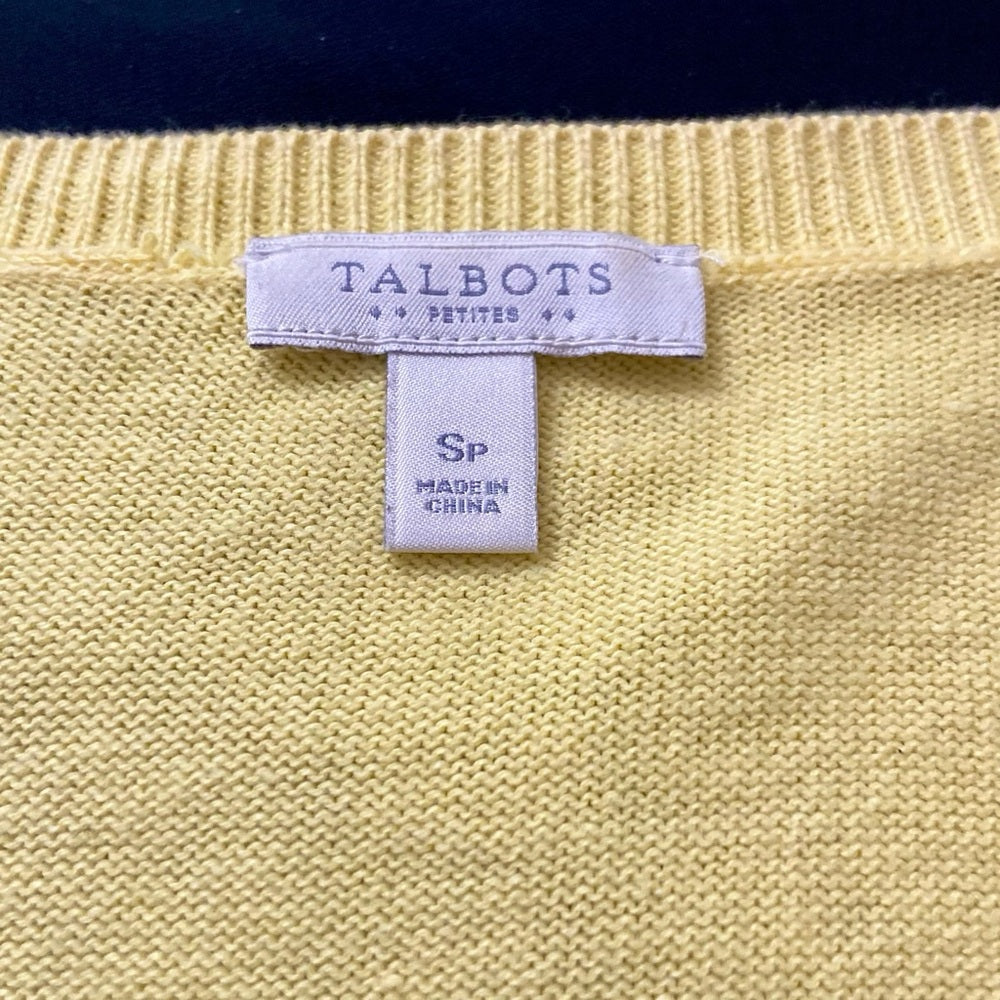 TALBOTS
PETITES
SP
MADE IN
CHINA